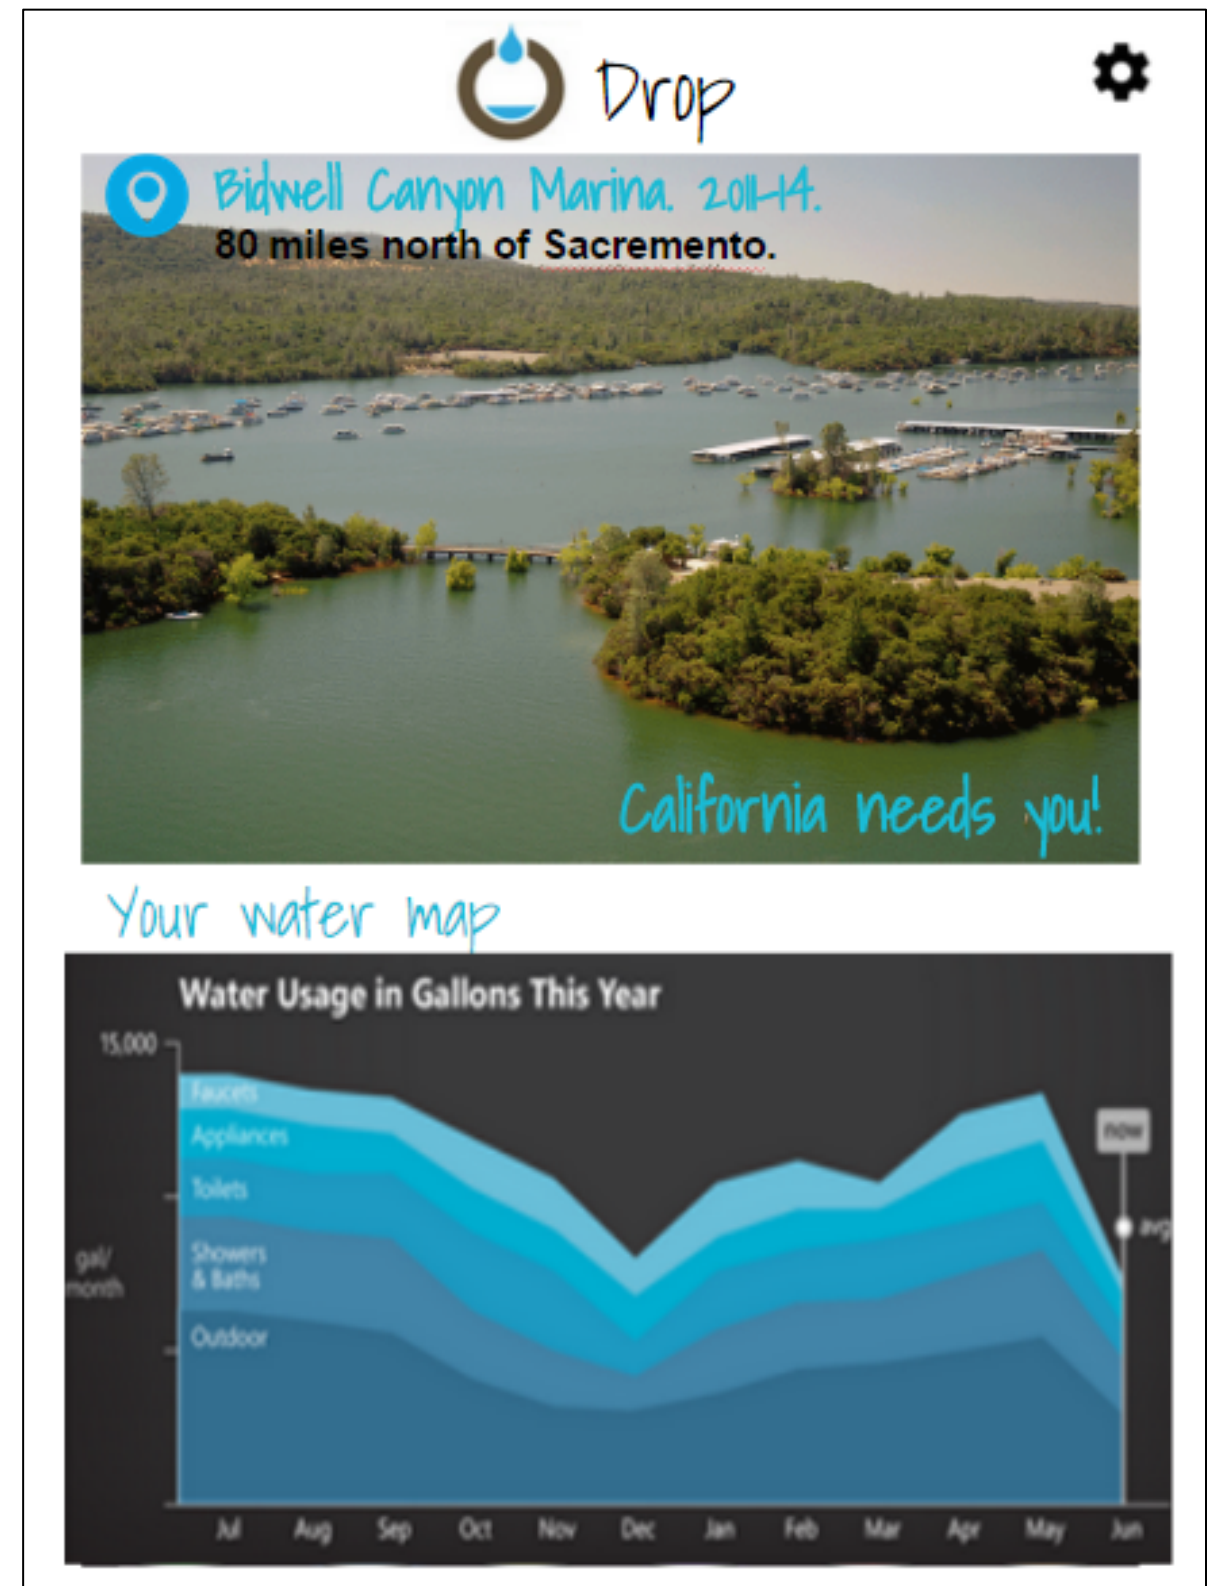 Drop
Bidwell Canyon Marina. 2011-14.
80 miles north of Sacremento.
California needs you!
Your water map
Water Usage in Gallons This Year
15,000
Faucets
Appliances
now
Toilets
avg
gal/
month
Showers
& Baths
Outdoor
Jul Aug Sep Oct Nov Dec Jan Feb Mar Apr May Jun